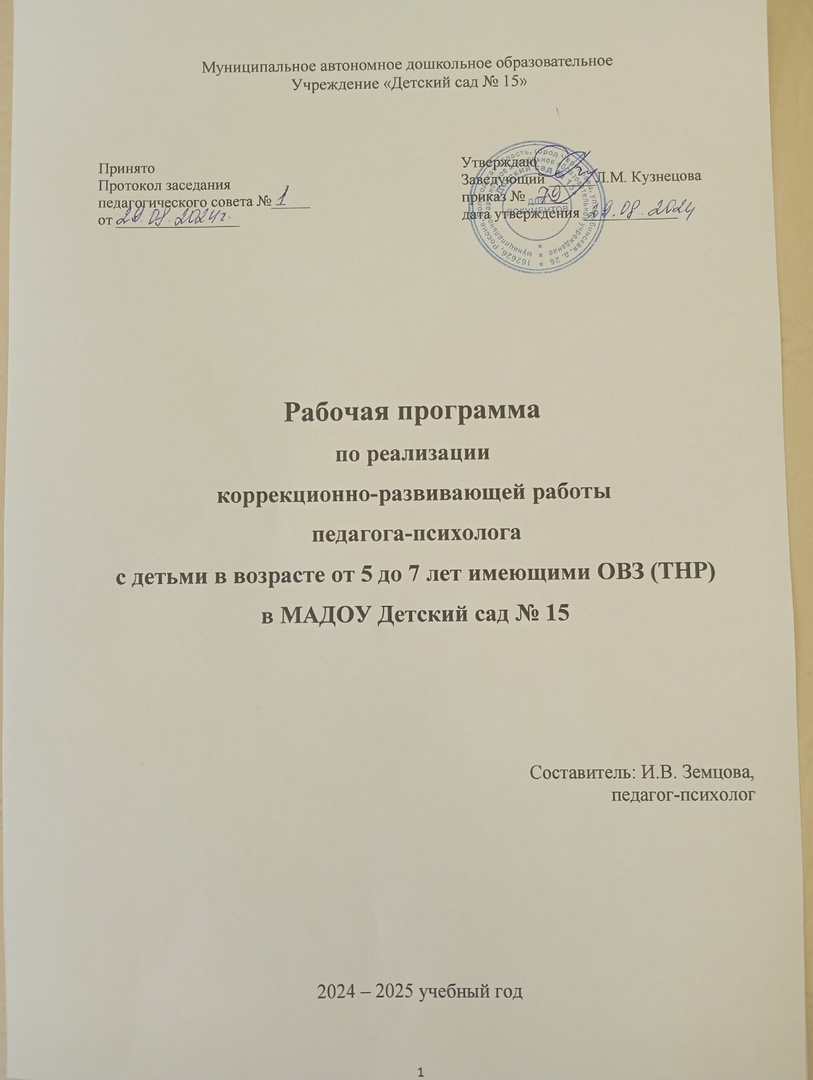 Муниципальное автономное дошкольное образовательное
Учреждение «Детский сад № 15»
Принято
Протокол заседания
педагогического совета № 1
от 29.08.2024г.
Утверждаю
Заведующий Л.М. Кузнецова
приказ № 79
дата утверждения 29.08.2024
ДЛЯ
ДОКУМЕНТОВ
Рабочая программа
по реализации
коррекционно-развивающей работы
педагога-психолога
с детьми в возрасте от 5 до 7 лет имеющими ОВЗ (ТНР)
в МАДОУ Детский сад № 15
Составитель: И.В. Земцова,
педагог-психолог
2024 – 2025 учебный год
1